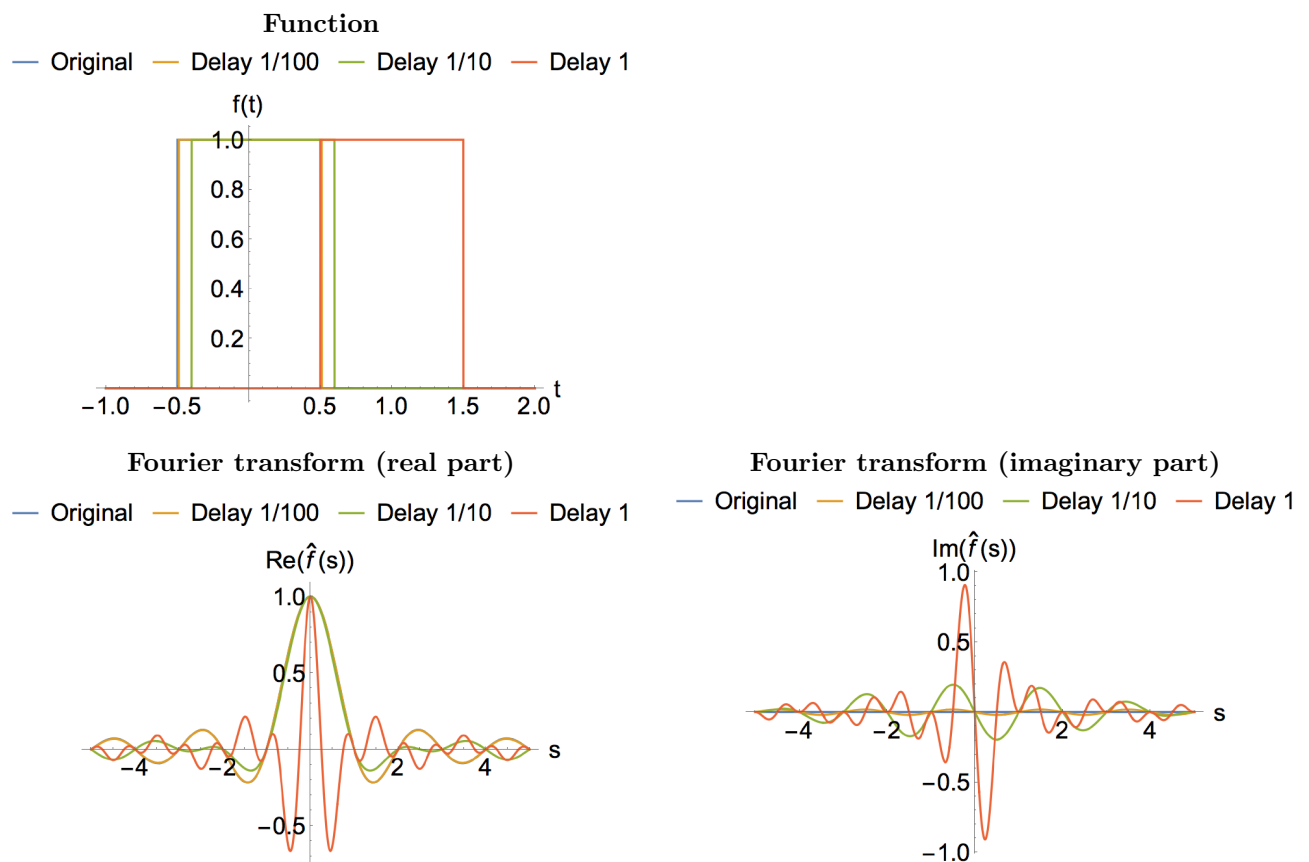 Function
Original Delay 1/100 Delay 1/10 Delay 1
f(t)
1.0
0.8
0.6
0.4
0.2
t
−1.0 −0.5 0.5 1.0 1.5 2.0
Fourier transform (real part)
Original Delay 1/100 Delay 1/10 Delay 1
Re(f̂(s))
1.0
0.5
s
−4 −2 2 4
−0.5
Fourier transform (imaginary part)
Original Delay 1/100 Delay 1/10 Delay 1
Im(f̂(s))
1.0
0.5
s
−4 −2 2 4
−0.5
−1.0